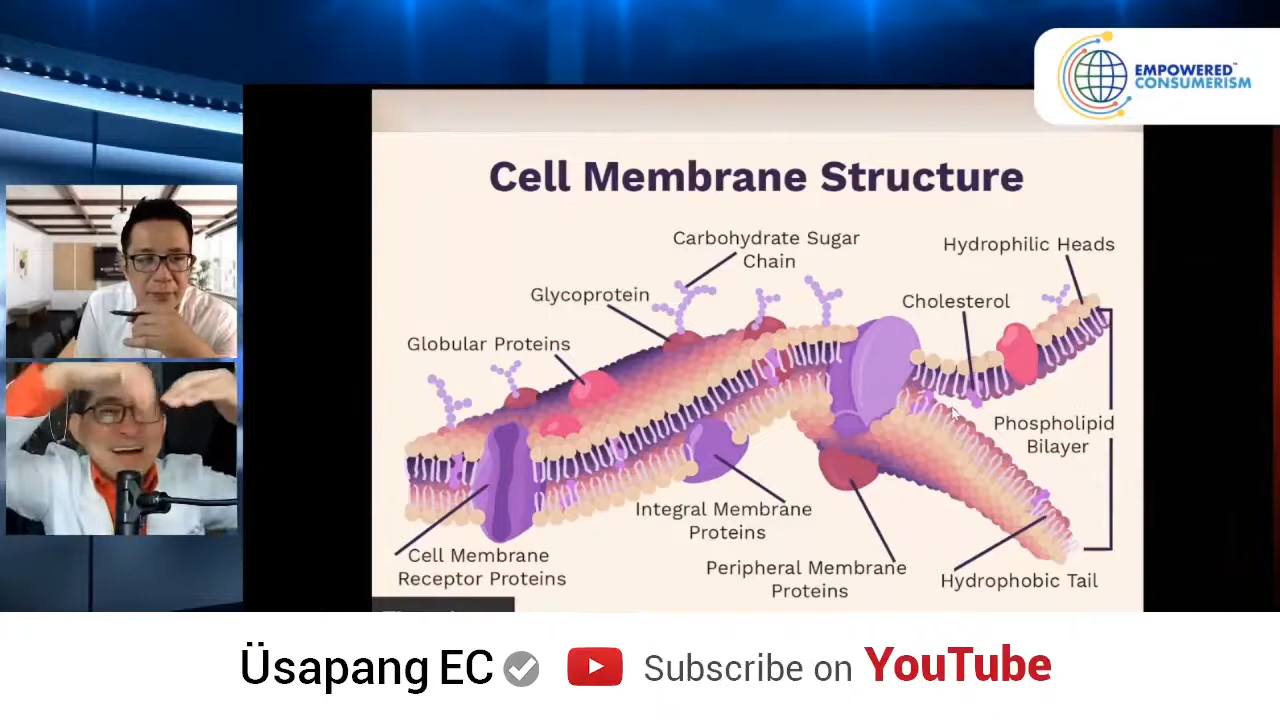 EMPOWERED™
CONSUMERISM
Cell Membrane Structure
Carbohydrate Sugar
Chain
Hydrophilic Heads
Glycoprotein
Cholesterol
Globular Proteins
Phospholipid
Bilayer
Integral Membrane
Proteins
Cell Membrane
Receptor Proteins
Peripheral Membrane
Proteins
Hydrophobic Tail
Üsapang EC
Subscribe on YouTube